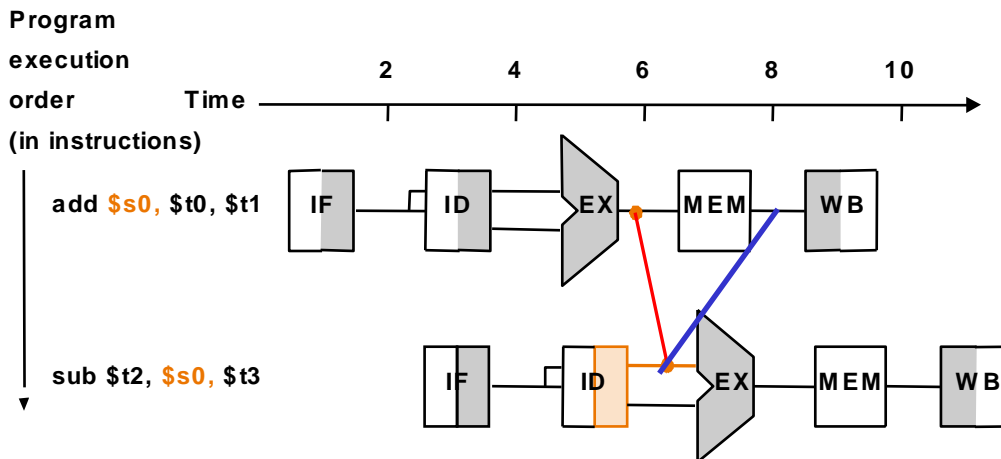 Program
execution
order
(in instructions)
Time
2 4 6 8 10
add $s0, $t0, $t1
IF ID EX MEM WB
sub $t2, $s0, $t3
IF ID EX MEM WB